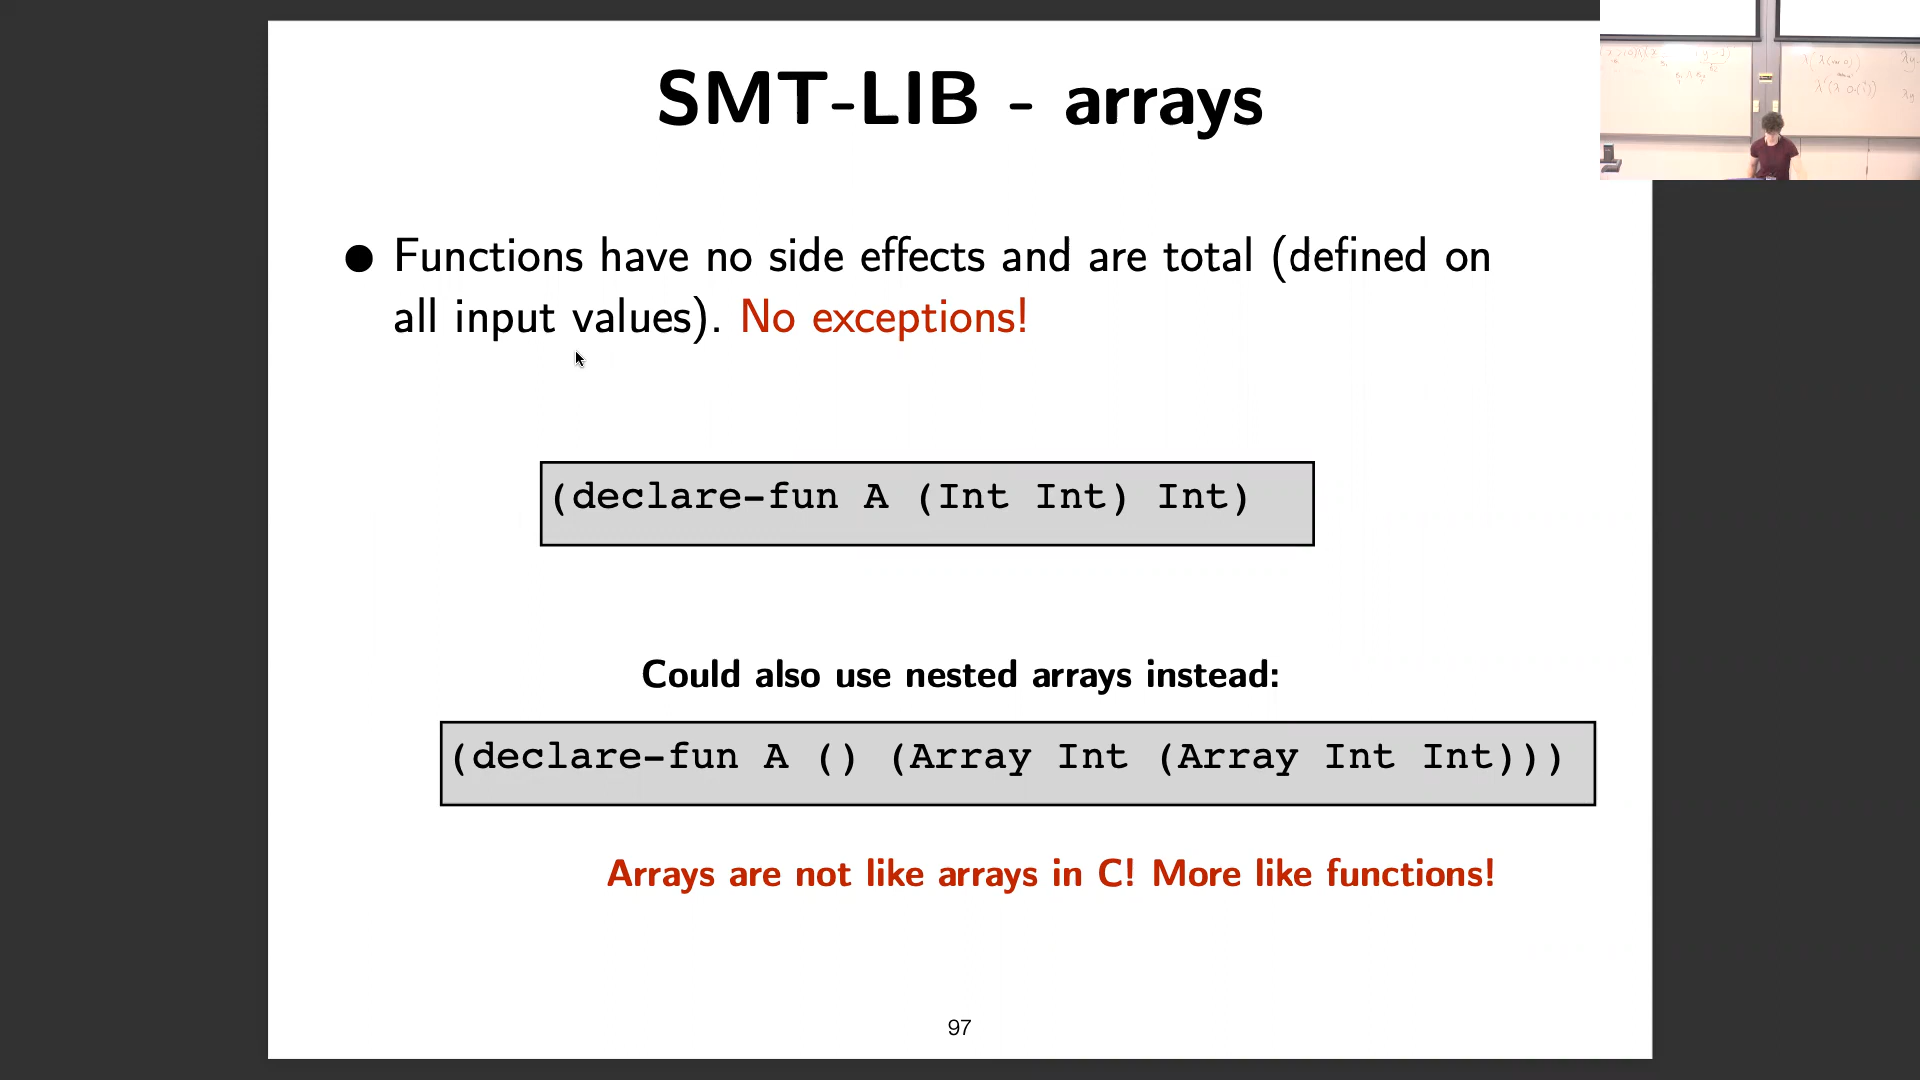 SMT-LIB - arrays
● Functions have no side effects and are total (defined on
all input values). No exceptions!
(declare-fun A (Int Int) Int)
Could also use nested arrays instead:
(declare-fun A () (Array Int (Array Int Int)))
Arrays are not like arrays in C! More like functions!
97